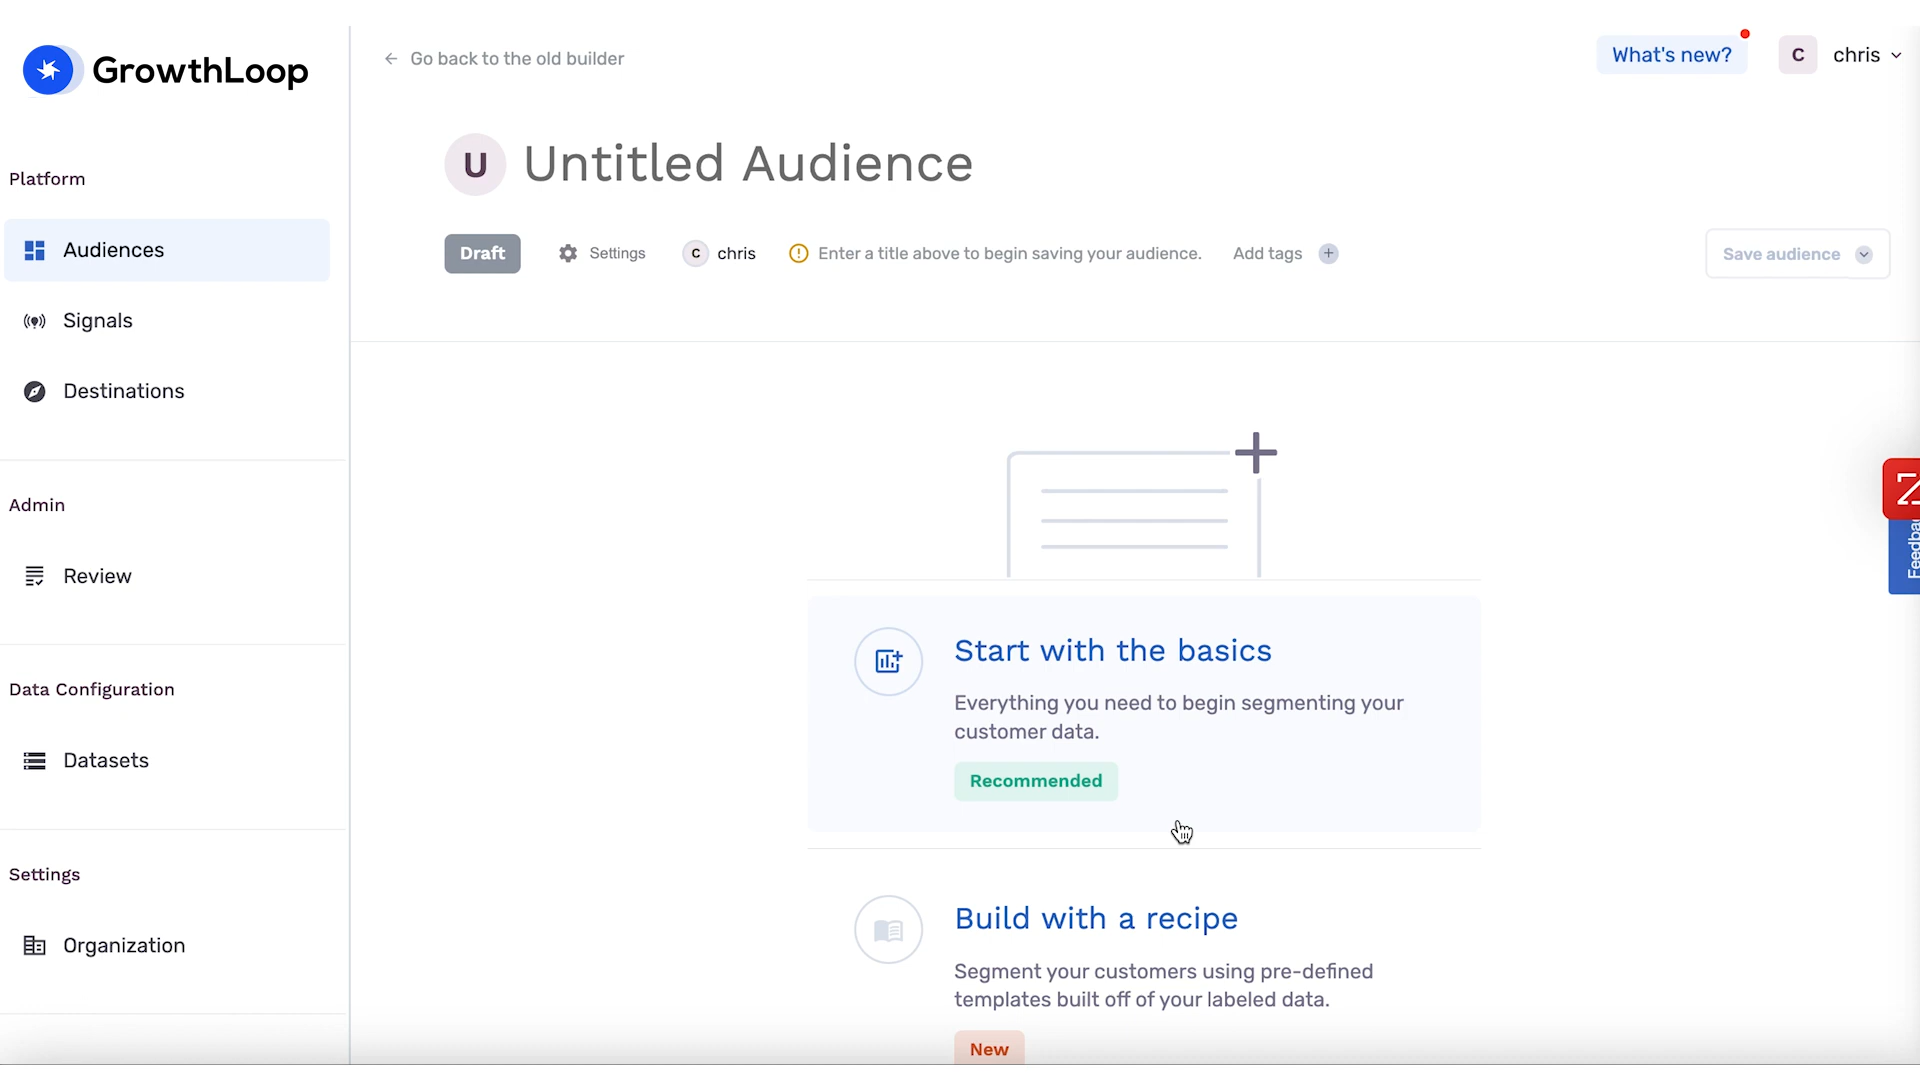 GrowthLoop
Go back to the old builder
What's new?
C
chris
U
Untitled Audience
Draft
Settings
C
chris
Enter a title above to begin saving your audience.
Add tags
Save audience
Platform
Audiences
Signals
Destinations
Admin
Review
Data Configuration
Datasets
Settings
Organization
Z
Feedba
Start with the basics
Everything you need to begin segmenting your
customer data.
Recommended
Build with a recipe
Segment your customers using pre-defined
templates built off of your labeled data.
New